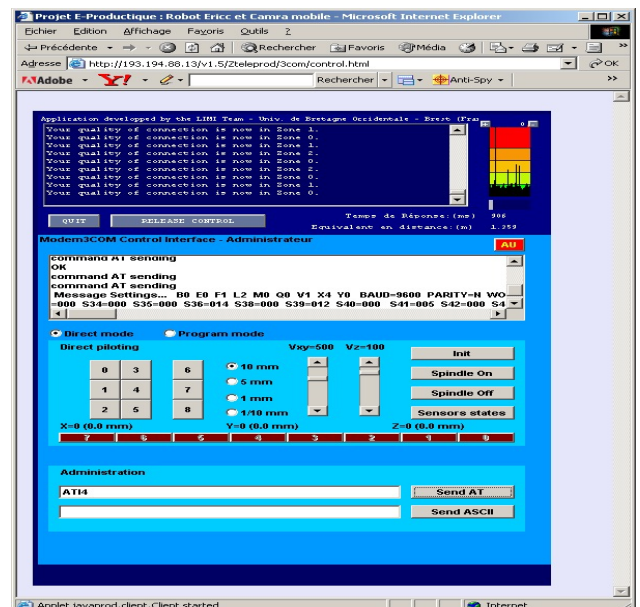 Projet E-Productique : Robot Ericc et Camra mobile - Microsoft Internet Explorer
Fichier Edition Affichage Favoris Outils ?
Précédente Rechercher Favoris Média
Adresse http://193.194.88.13/v1.5/Zteleprod/3com/control.html OK
Adobe Y! Rechercher Anti-Spy
Application developped by the LIMI Team - Univ. de Bretagne Occidentale - Brest (Fra
Your quality of connection is now in Zone 1.
Your quality of connection is now in Zone 0.
Your quality of connection is now in Zone 1.
Your quality of connection is now in Zone 2.
Your quality of connection is now in Zone 0.
Your quality of connection is now in Zone 2.
Your quality of connection is now in Zone 0.
Your quality of connection is now in Zone 1.
Your quality of connection is now in Zone 0.
0
QUIT RELEASE CONTROL
Temps de Réponse:(ms) 906
Equivalent en distance:(m) 1.359
Modem3COM Control Interface - Administrateur
AU
command AT sending
OK
command AT sending
command AT sending
Message Settings... B0 E0 F1 L2 M0 Q0 V1 X4 Y0 BAUD=9600 PARITY=N WO
=000 S34=000 S35=000 S36=014 S38=000 S39=012 S40=000 S41=005 S42=000 S4
Direct mode Program mode
Direct piloting Vxy=500 Vz=100
0 3 6
1 4 7
2 5 8
10 mm
5 mm
1 mm
1/10 mm
Init
Spindle On
Spindle Off
Sensors states
X=0 (0.0 mm) Y=0 (0.0 mm) Z=0 (0.0 mm)
7 6 5 4 3 2 1 0
Administration
ATI4 Send AT
Send ASCII
Applet javaprod.client.Client started Internet